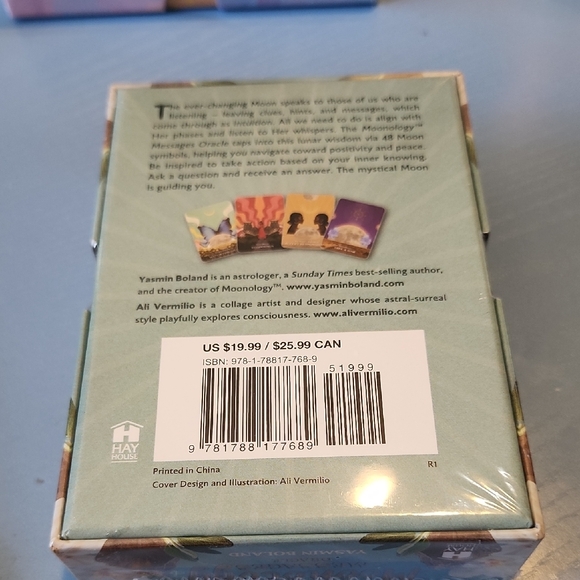 The ever-changing Moon speaks to those of us who are
listening – leaving clues, hints, and messages, which
come through as intuition. All we need to do is align with
Her phases and listen to Her whispers. The Moonology™
Messages Oracle taps into this lunar wisdom via 48 Moon
symbols, helping you navigate toward positivity and peace.
Be inspired to take action based on your inner knowing.
Ask a question and receive an answer. The mystical Moon
is guiding you.
Yasmin Boland is an astrologer, a Sunday Times best-selling author,
and the creator of Moonology™. www.yasminboland.com
Ali Vermilio is a collage artist and designer whose astral-surreal
style playfully explores consciousness. www.alivermilio.com
US $19.99 / $25.99 CAN
ISBN: 978-1-78817-768-9
51999
9 781788 177689
HAY
HOUSE
Printed in China
R1
Cover Design and Illustration: Ali Vermilio
YASMIN BOLAND